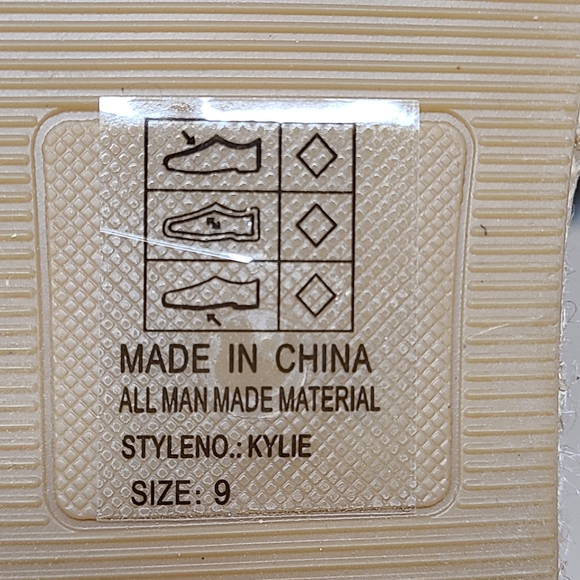 MADE IN CHINA
ALL MAN MADE MATERIAL
STYLENO.: KYLIE
SIZE: 9